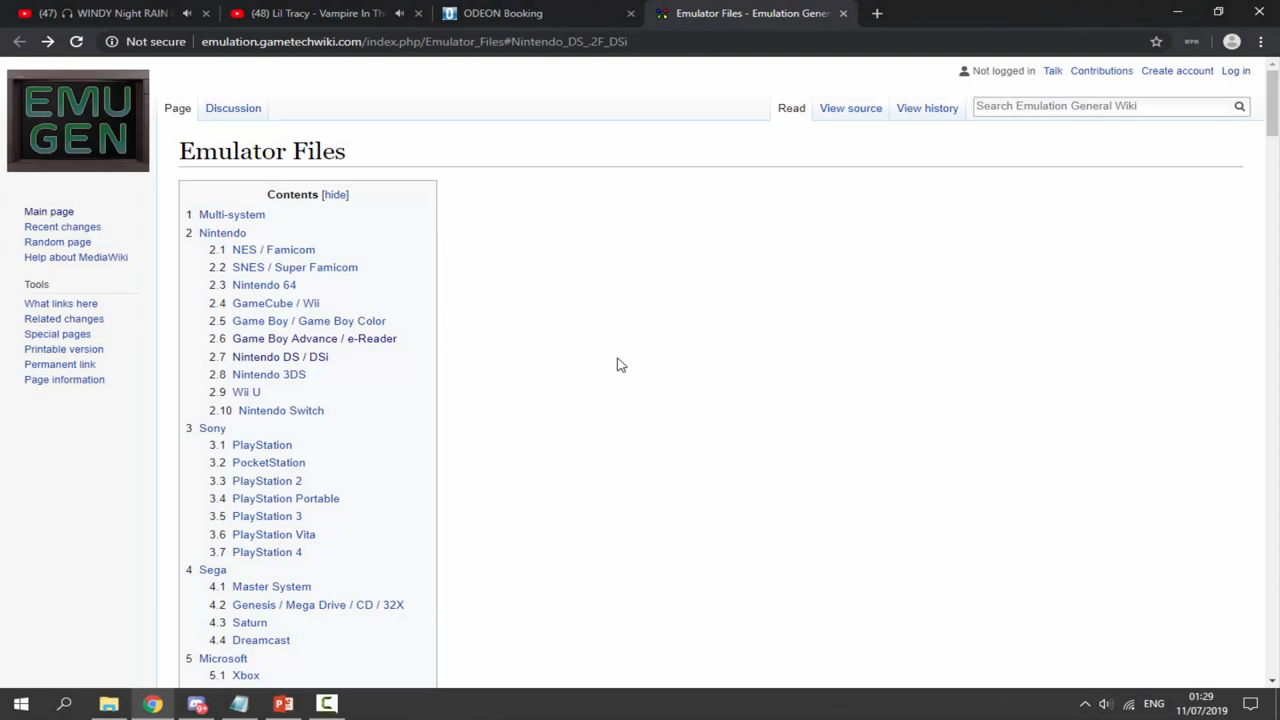 (47) 🎧 WINDY Night RAIN
(48) Lil Tracy - Vampire In Th
ODEON Booking
Emulator Files - Emulation Gener
Not secure
emulation.gametechwiki.com/index.php/Emulator_Files#Nintendo_DS_.2F_DSi
Not logged in Talk Contributions Create account Log in
EMU
GEN
Page Discussion
Read View source View history
Search Emulation General Wiki
Emulator Files
Main page
Recent changes
Random page
Help about MediaWiki
Tools
What links here
Related changes
Special pages
Printable version
Permanent link
Page information
Contents [hide]
1 Multi-system
2 Nintendo
2.1 NES / Famicom
2.2 SNES / Super Famicom
2.3 Nintendo 64
2.4 GameCube / Wii
2.5 Game Boy / Game Boy Color
2.6 Game Boy Advance / e-Reader
2.7 Nintendo DS / DSi
2.8 Nintendo 3DS
2.9 Wii U
2.10 Nintendo Switch
3 Sony
3.1 PlayStation
3.2 PocketStation
3.3 PlayStation 2
3.4 PlayStation Portable
3.5 PlayStation 3
3.6 PlayStation Vita
3.7 PlayStation 4
4 Sega
4.1 Master System
4.2 Genesis / Mega Drive / CD / 32X
4.3 Saturn
4.4 Dreamcast
5 Microsoft
5.1 Xbox
ENG
01:29
11/07/2019